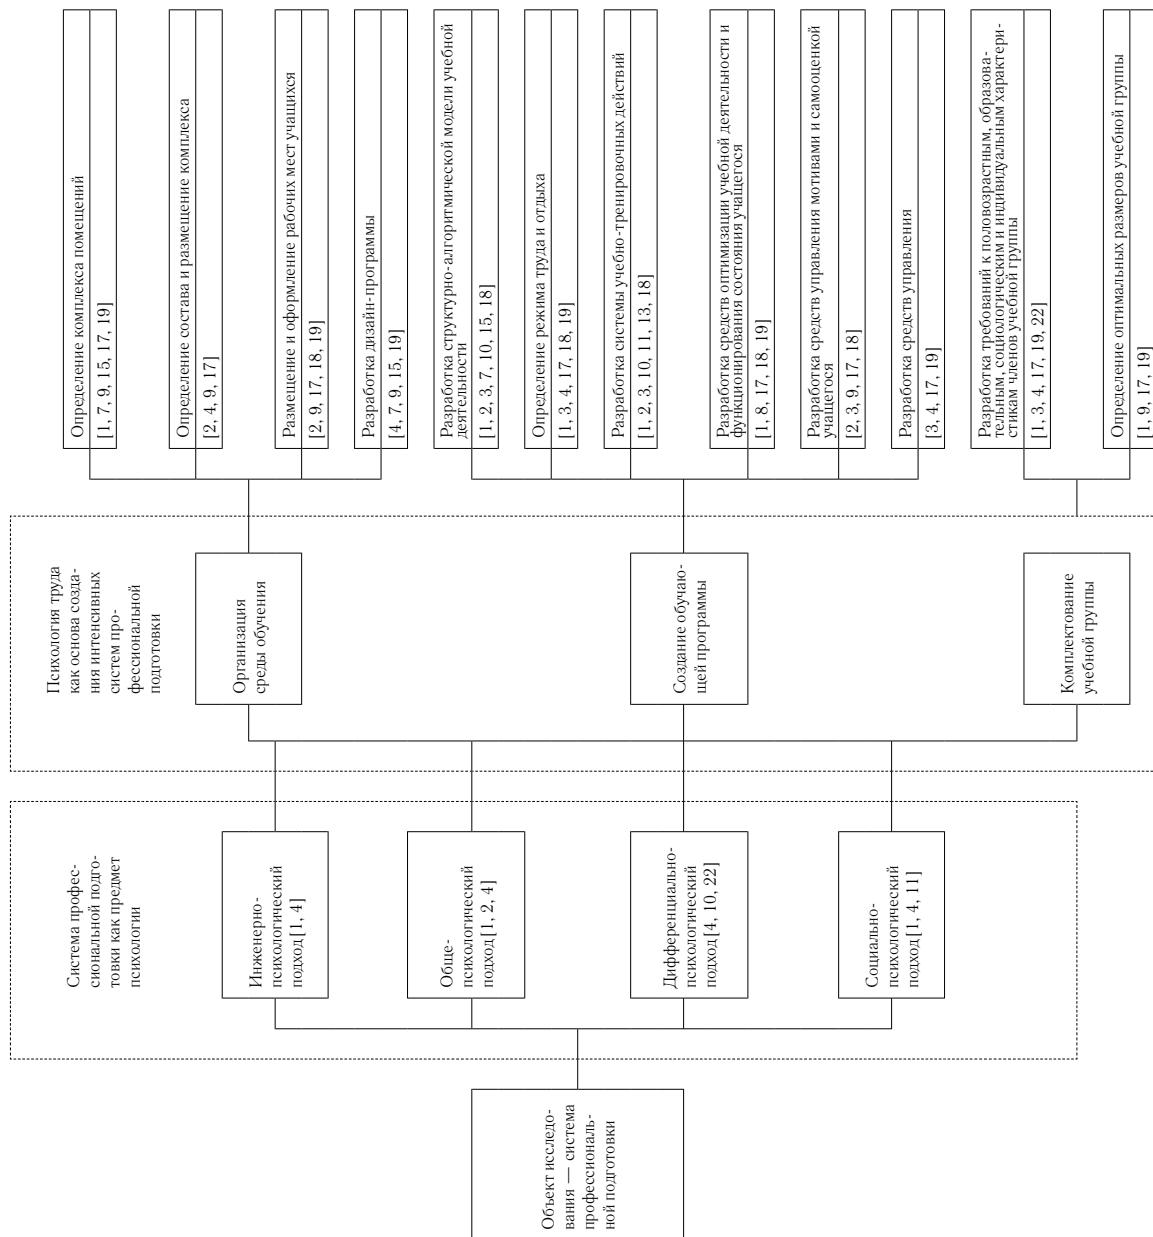 Объект исследо-
вания — система
профессиональ-
ной подготовки
Система профес-
сиональной подго-
товки как предмет
психологии
Инженерно-
психологический
подход [1, 4]
Обще-
психологический
подход [1, 2, 4]
Дифференциально-
психологический
подход [4, 10, 22]
Социально-
психологический
подход [1, 4, 11]
Психология труда
как основа созда-
ния интенсивных
систем про-
фессиональной
подготовки
Организация
среды обучения
Создание обучаю-
щей программы
Комплектование
учебной группы
Определение комплекса помещений
[1, 7, 9, 15, 17, 19]
Определение состава и размещение комплекса
[2, 4, 9, 17]
Размещение и оформление рабочих мест учащихся
[2, 9, 17, 18, 19]
Разработка дизайн-программы
[4, 7, 9, 15, 19]
Разработка структурно-алгоритмической модели учебной
деятельности
[1, 2, 3, 7, 10, 15, 18]
Определение режима труда и отдыха
[1, 3, 4, 17, 18, 19]
Разработка системы учебно-тренировочных действий
[1, 2, 3, 10, 11, 13, 18]
Разработка средств оптимизации учебной деятельности и
функционирования состояния учащегося
[1, 8, 17, 18, 19]
Разработка средств управления мотивами и самооценкой
учащегося
[2, 3, 9, 17, 18]
Разработка средств управления
[3, 4, 17, 19]
Разработка требований к половозрастным, образова-
тельным, социологическим и индивидуальным характери-
стикам членов учебной группы
[1, 3, 4, 17, 19, 22]
Определение оптимальных размеров учебной группы
[1, 9, 17, 19]